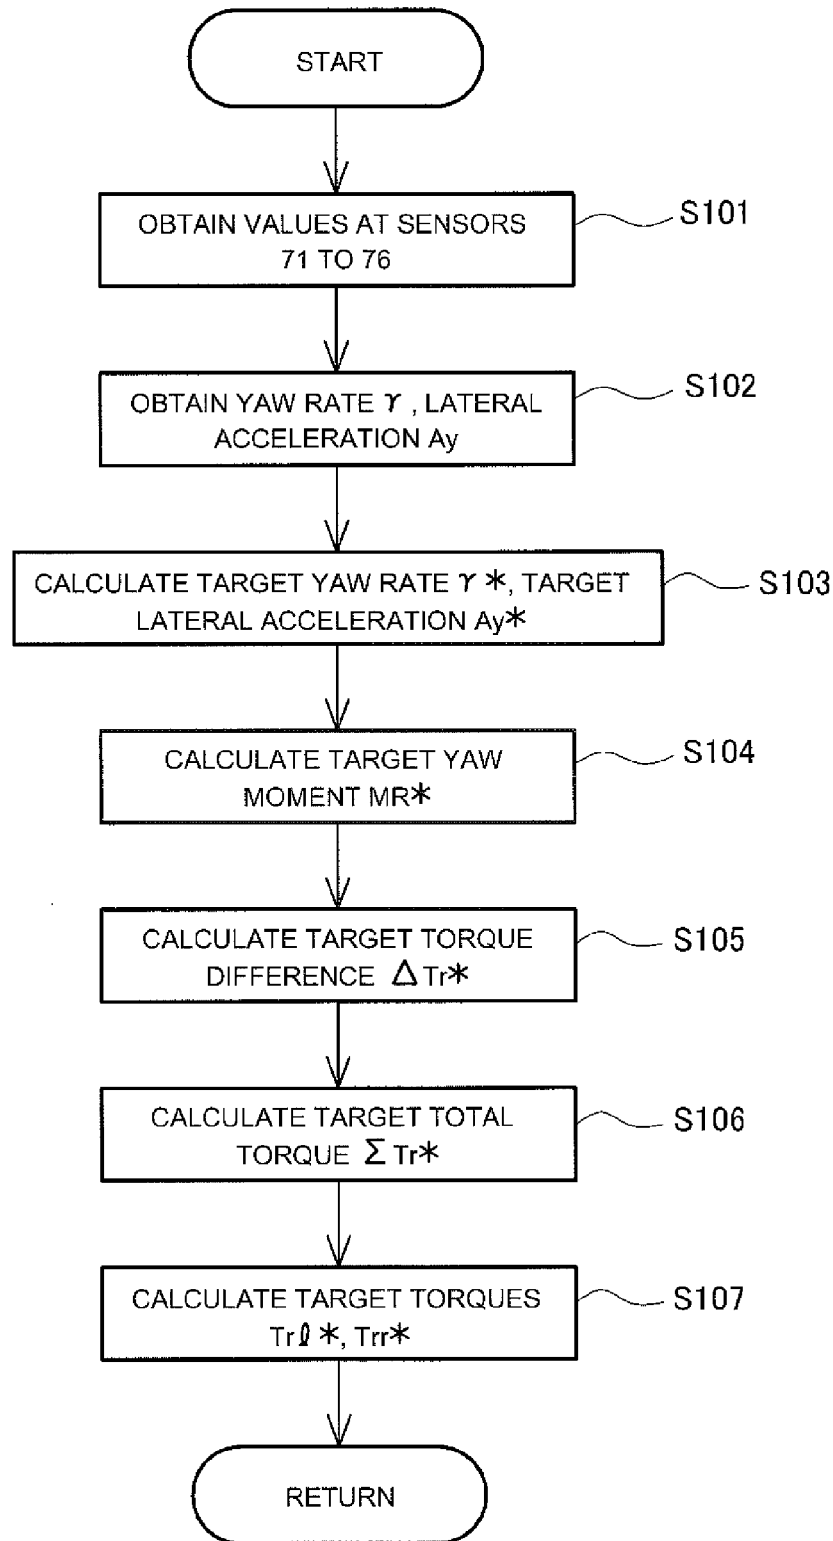 START
OBTAIN VALUES AT SENSORS
71 TO 76
S101
OBTAIN YAW RATE γ , LATERAL
ACCELERATION Ay
S102
CALCULATE TARGET YAW RATE γ*, TARGET
LATERAL ACCELERATION Ay*
S103
CALCULATE TARGET YAW
MOMENT MR*
S104
CALCULATE TARGET TORQUE
DIFFERENCE ΔTr*
S105
CALCULATE TARGET TOTAL
TORQUE ΣTr*
S106
CALCULATE TARGET TORQUES
Trℓ*, Trr*
S107
RETURN